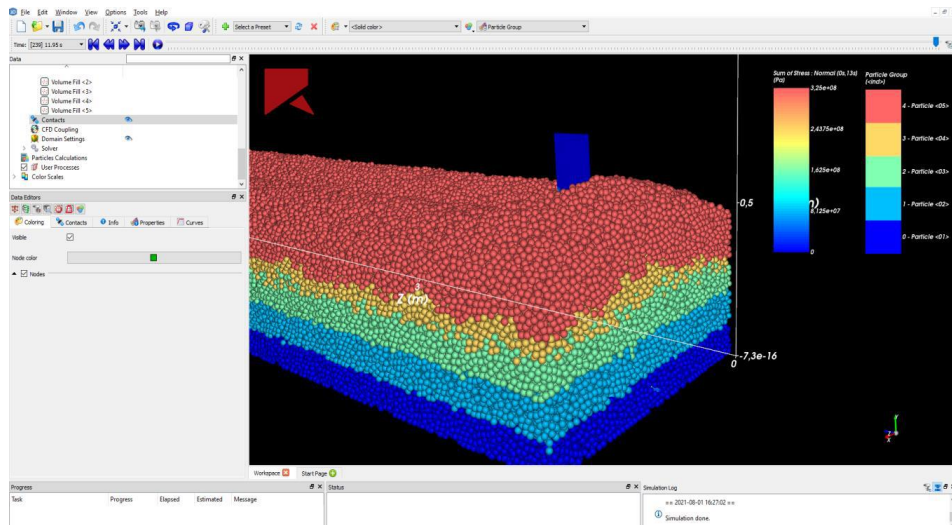 File Edit Window View Options Tools Help
Select a Preset
<Solid color>
Particle Group
Time: [239] 11.95 s
Data
Volume Fill <2>
Volume Fill <3>
Volume Fill <4>
Volume Fill <5>
Contacts
CFD Coupling
Domain Settings
Solver
Particles Calculations
User Processes
Color Scales
Data Editors
Coloring Contacts Info Properties Curves
Visible
Node color
Nodes
Z (m)
0,5
-7,3e-16
0
Sum of Stress : Normal (0s,13s)
(Pa)
3,25e+08
2,4375e+08
1,625e+08
8,125e+07
0
Particle Group
(<ind>)
4 - Particle <05>
3 - Particle <04>
2 - Particle <03>
1 - Particle <02>
0 - Particle <01>
Workspace Start Page
Progress
Task Progress Elapsed Estimated Message
Status
Simulation Log
== 2021-08-01 16:27:02 ==
Simulation done.